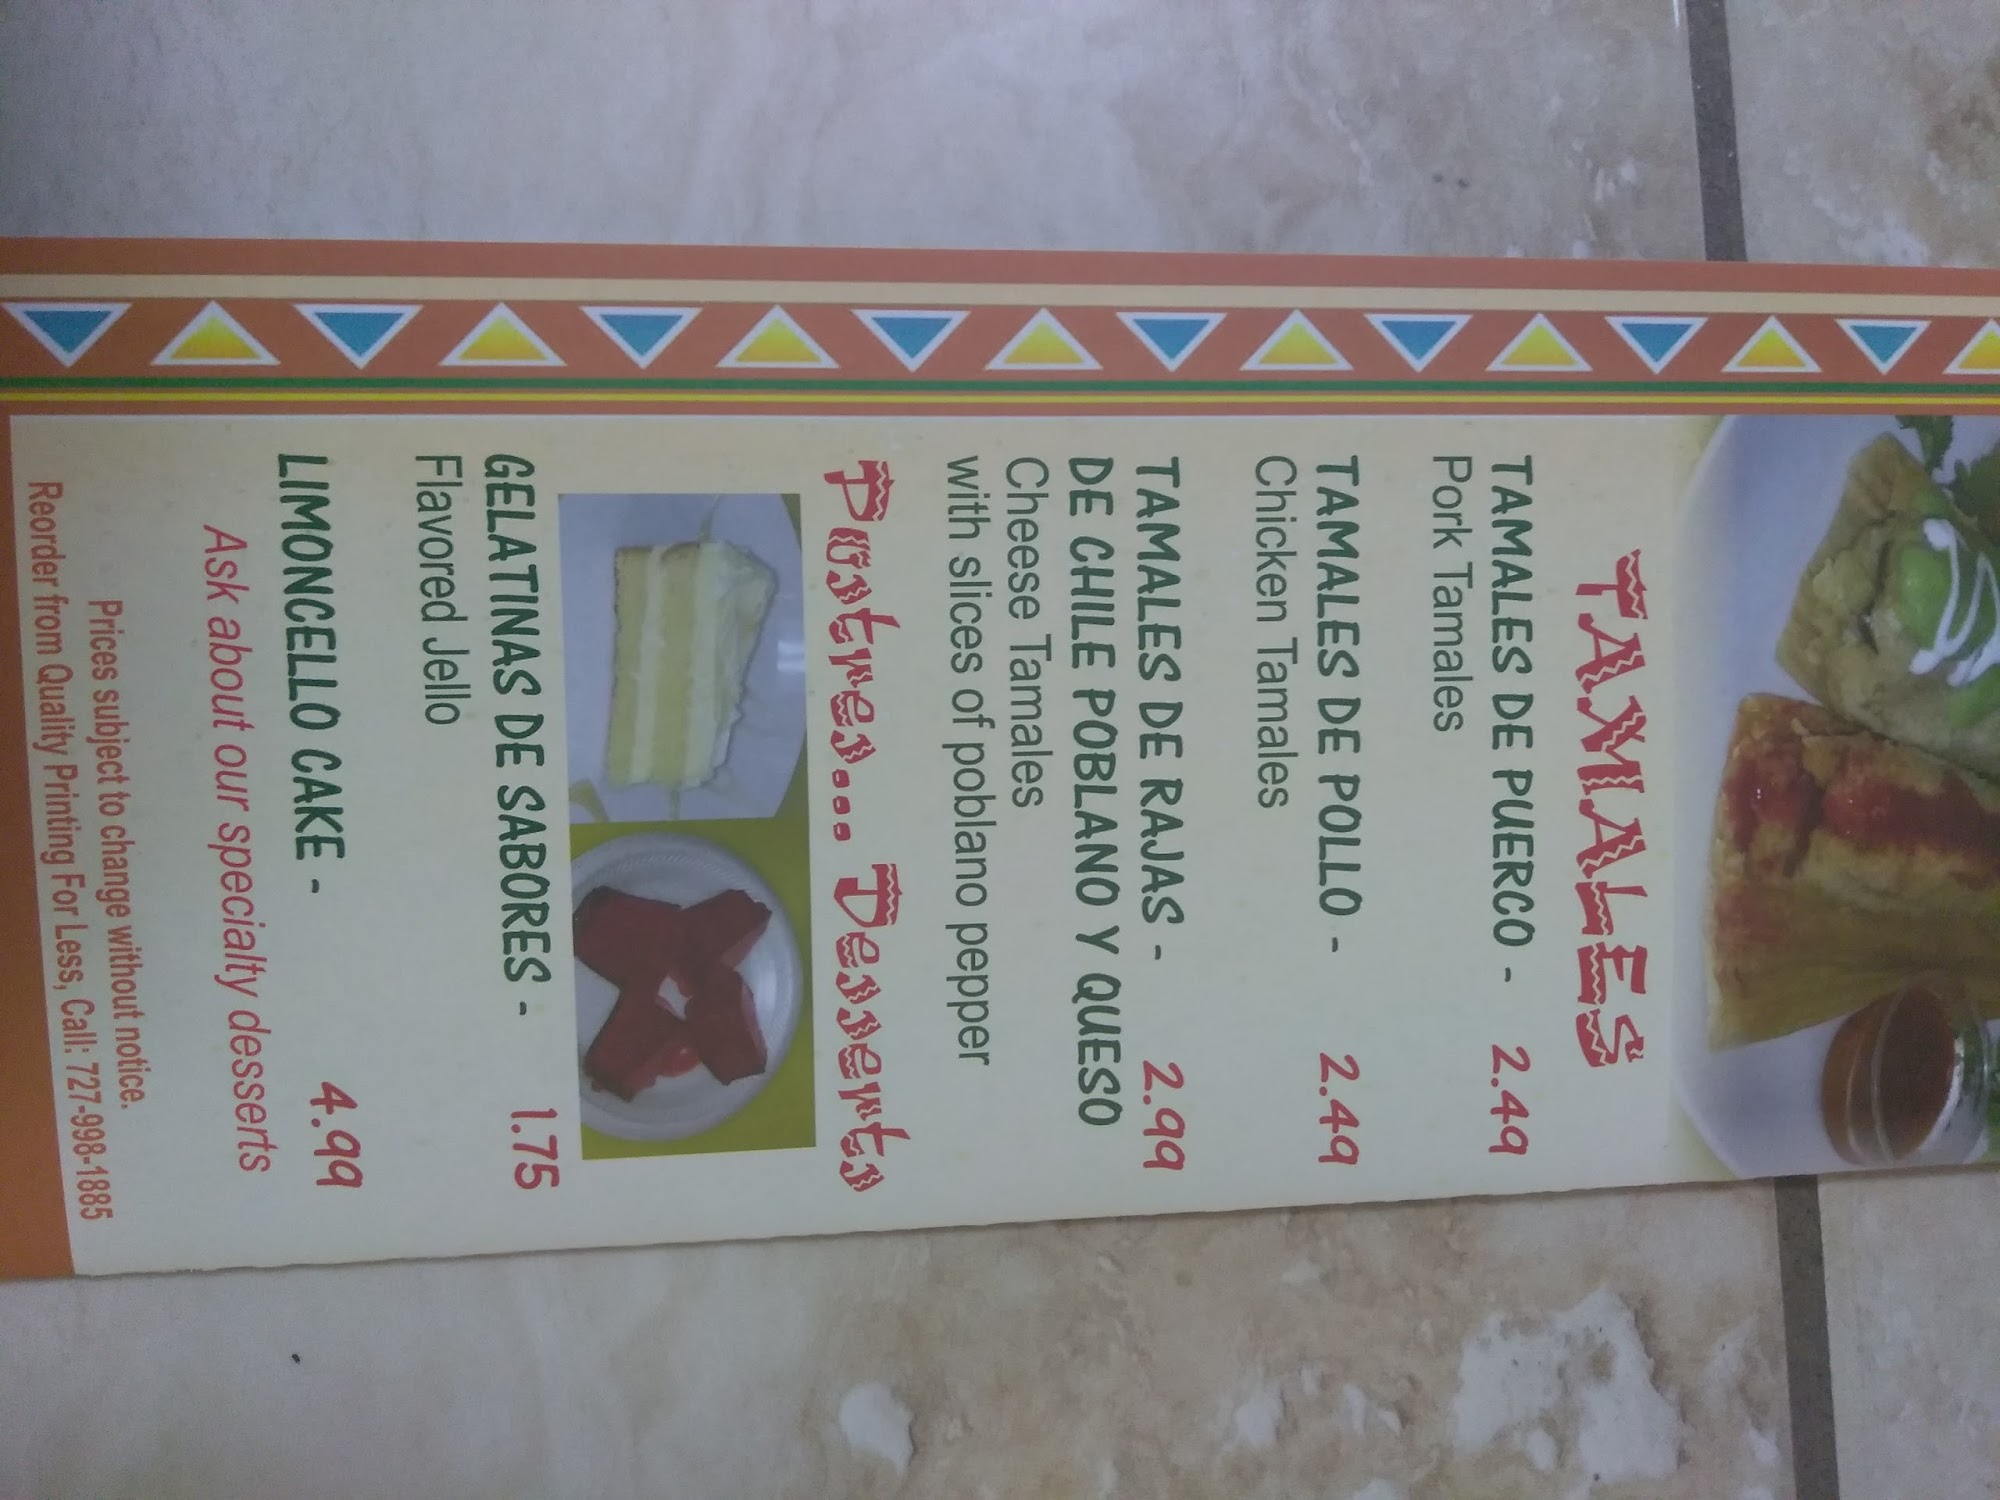 TAMALES
TAMALES DE PUERCO - 2.49
Pork Tamales
TAMALES DE POLLO - 2.49
Chicken Tamales
TAMALES DE RAJAS - 2.99
DE CHILE POBLANO Y QUESO
Cheese Tamales
with slices of poblano pepper
Postres... Desserts
GELATINAS DE SABORES - 1.75
Flavored Jello
LIMONCELLO CAKE - 4.99
Ask about our specialty desserts
Prices subject to change without notice.
Reorder from Quality Printing For Less, Call: 727-998-1885